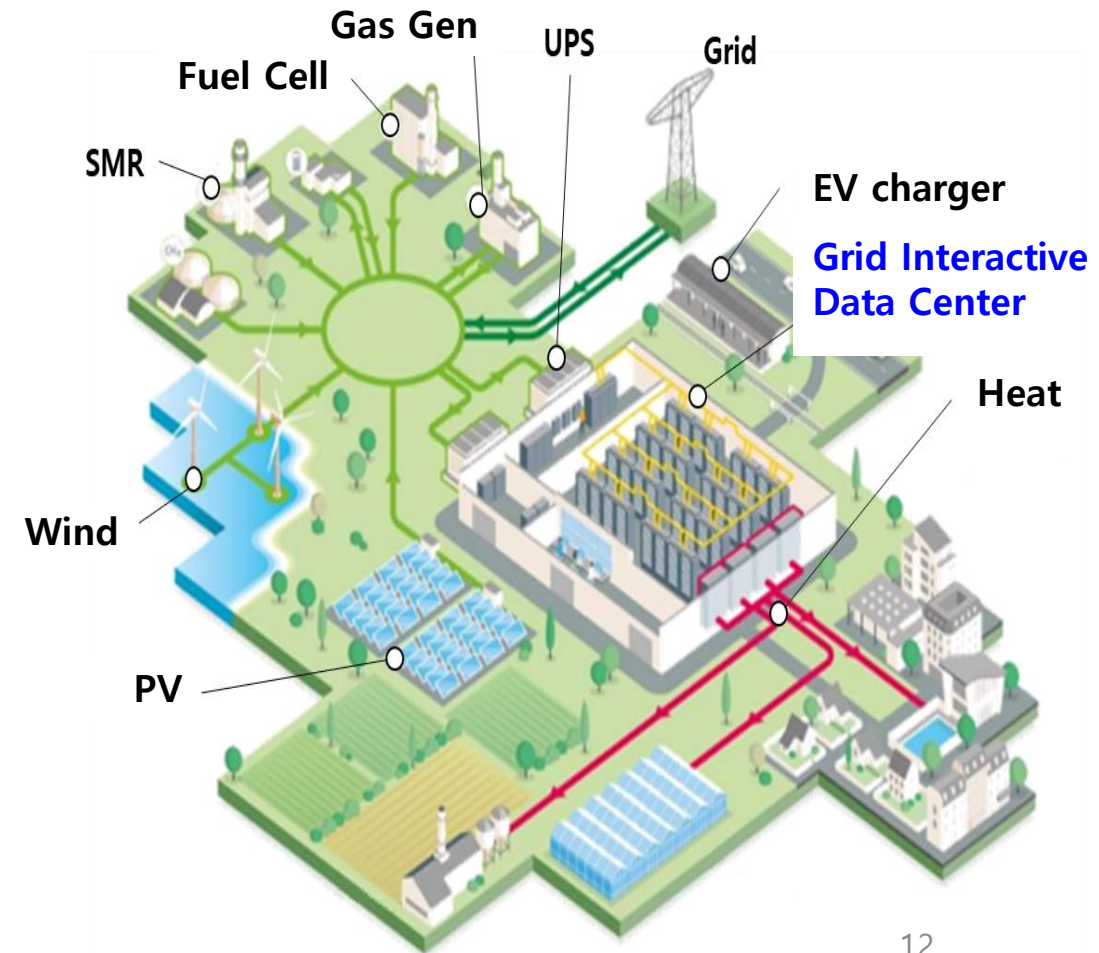 Gas Gen
UPS
Grid
Fuel Cell
SMR
EV charger
Grid Interactive
Data Center
Heat
Wind
PV
12